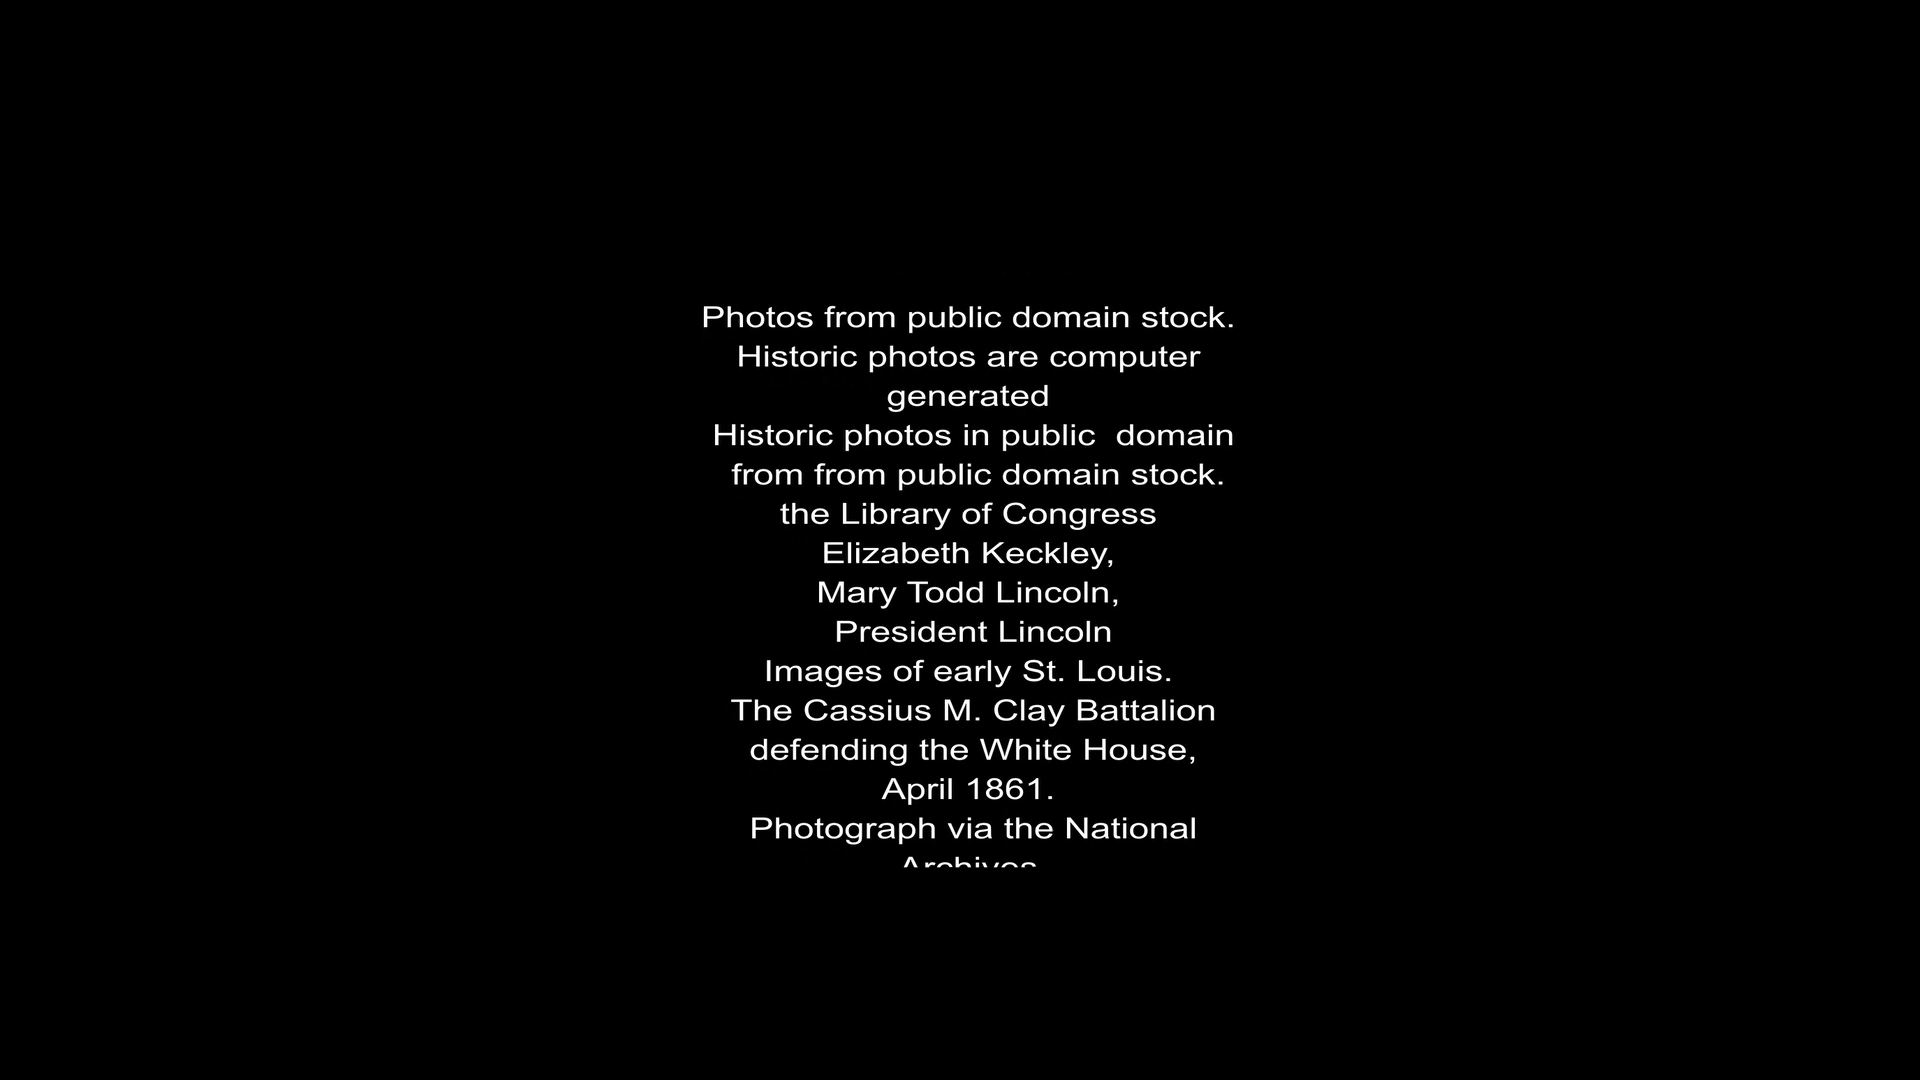 Photos from public domain stock.
Historic photos are computer
generated
Historic photos in public  domain
from from public domain stock.
the Library of Congress
Elizabeth Keckley,
Mary Todd Lincoln,
President Lincoln
Images of early St. Louis.
The Cassius M. Clay Battalion
defending the White House,
April 1861.
Photograph via the National
Archives